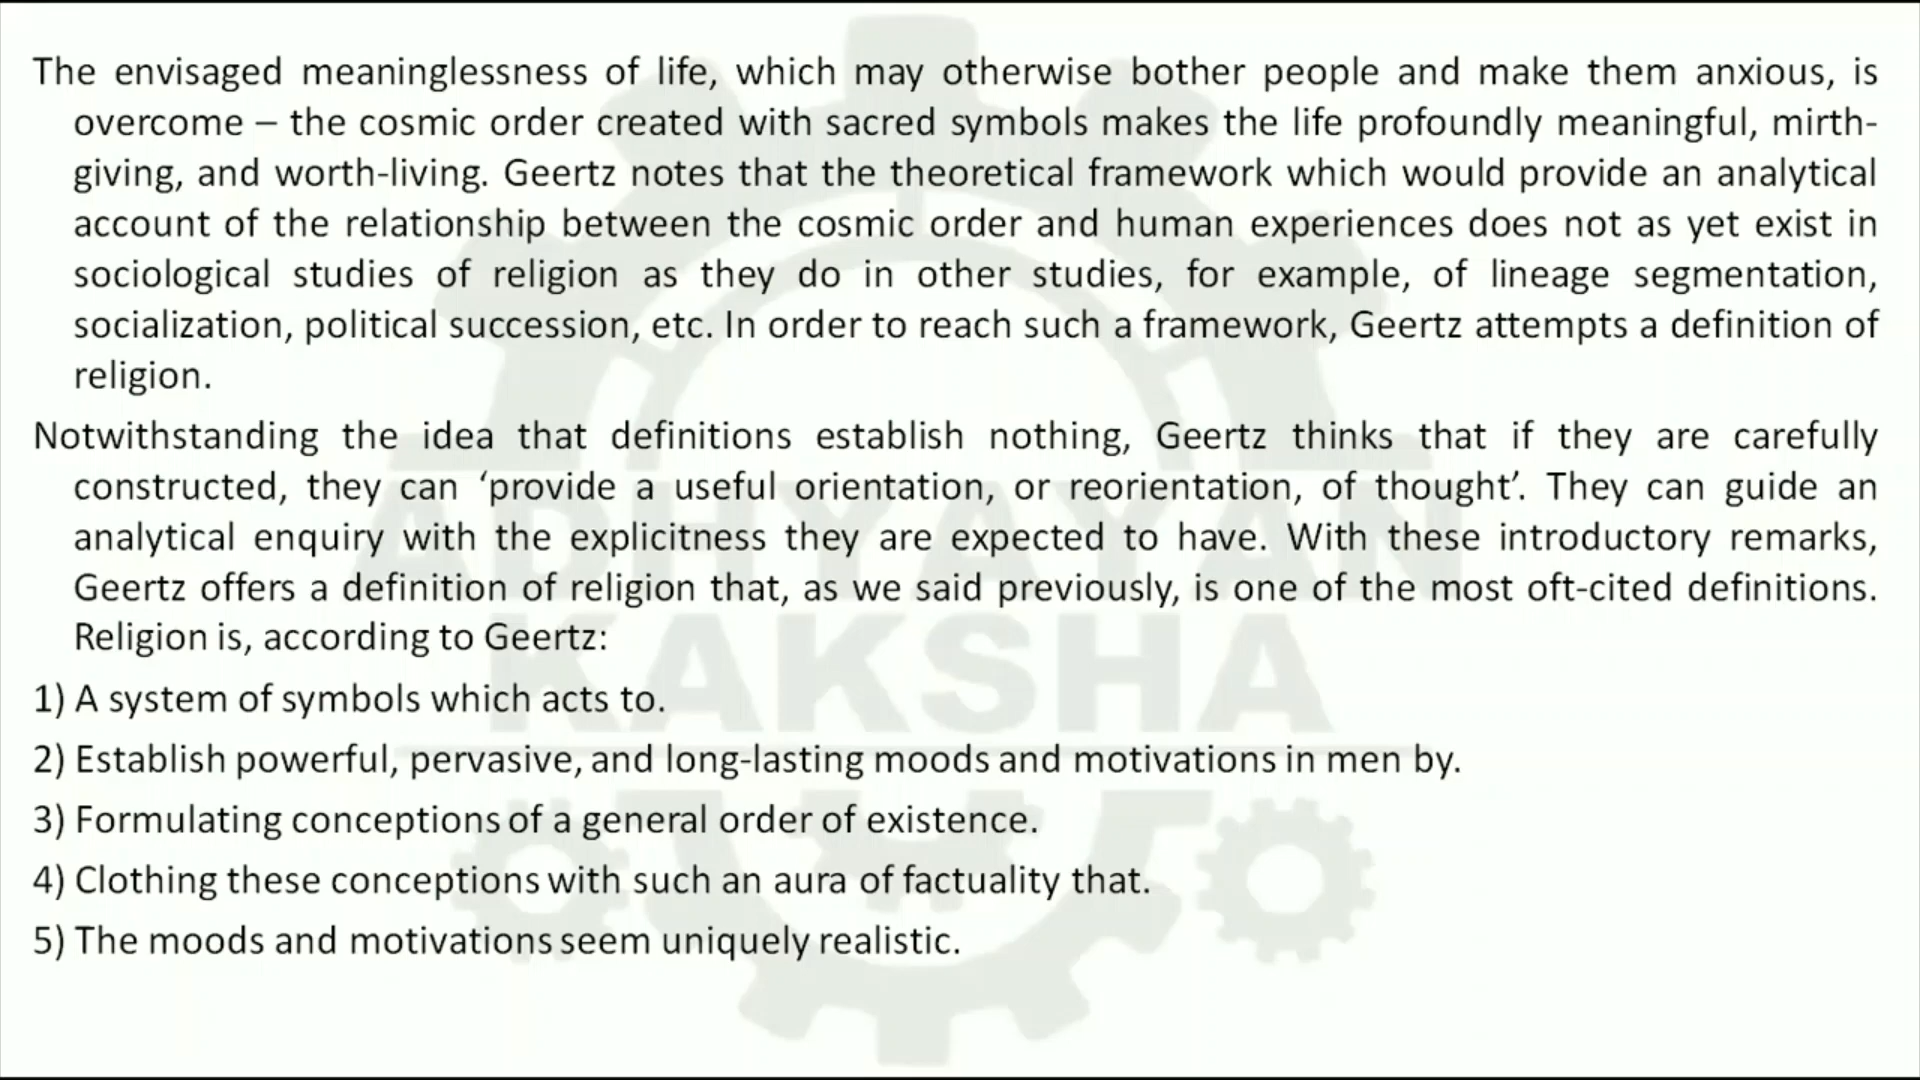 The envisaged meaninglessness of life, which may otherwise bother people and make them anxious, is
overcome – the cosmic order created with sacred symbols makes the life profoundly meaningful, mirth-
giving, and worth-living. Geertz notes that the theoretical framework which would provide an analytical
account of the relationship between the cosmic order and human experiences does not as yet exist in
sociological studies of religion as they do in other studies, for example, of lineage segmentation,
socialization, political succession, etc. In order to reach such a framework, Geertz attempts a definition of
religion.
Notwithstanding the idea that definitions establish nothing, Geertz thinks that if they are carefully
constructed, they can ‘provide a useful orientation, or reorientation, of thought’. They can guide an
analytical enquiry with the explicitness they are expected to have. With these introductory remarks,
Geertz offers a definition of religion that, as we said previously, is one of the most oft-cited definitions.
Religion is, according to Geertz:
1) A system of symbols which acts to.
2) Establish powerful, pervasive, and long-lasting moods and motivations in men by.
3) Formulating conceptions of a general order of existence.
4) Clothing these conceptions with such an aura of factuality that.
5) The moods and motivations seem uniquely realistic.
ADHYAYAN
KAKSHA